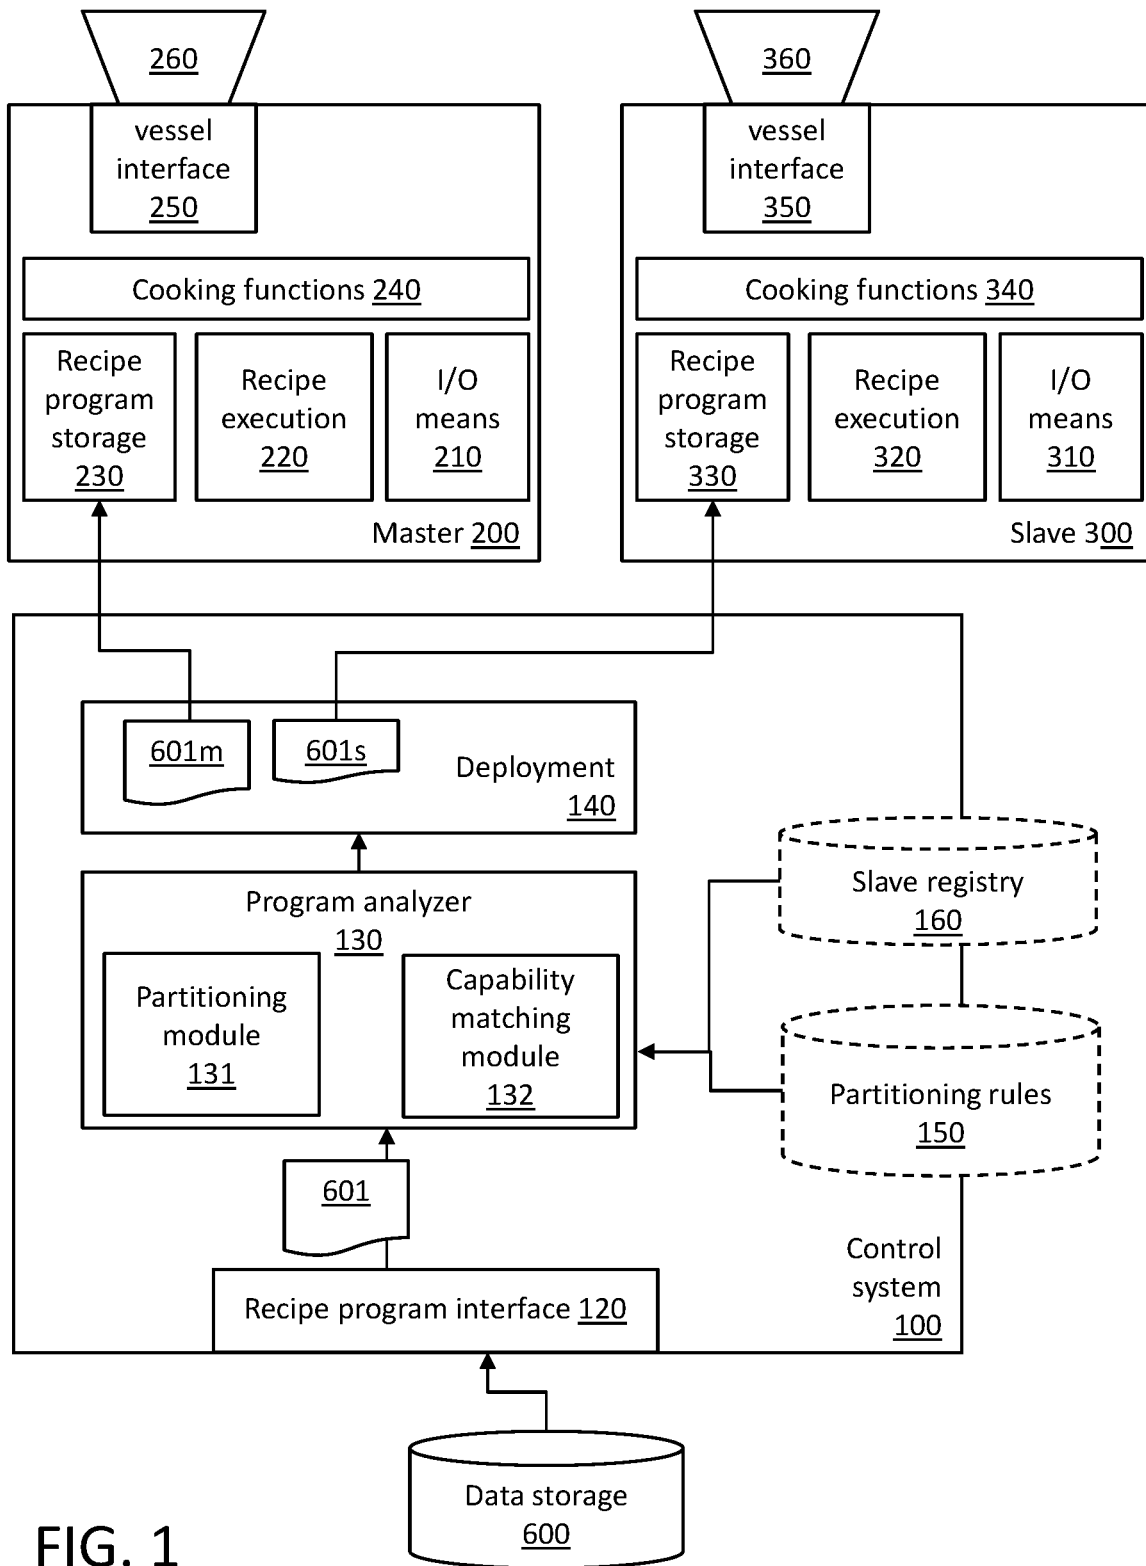 260
360
vessel
interface
250
vessel
interface
350
Cooking functions 240
Cooking functions 340
Recipe
program
storage
230
Recipe
execution
220
I/O
means
210
Recipe
program
storage
330
Recipe
execution
320
I/O
means
310
Master 200
Slave 300
601m
601s
Deployment
140
Program analyzer
130
Slave registry
160
Partitioning
module
131
Capability
matching
module
132
Partitioning rules
150
601
Control
system
100
Recipe program interface 120
Data storage
600
FIG. 1